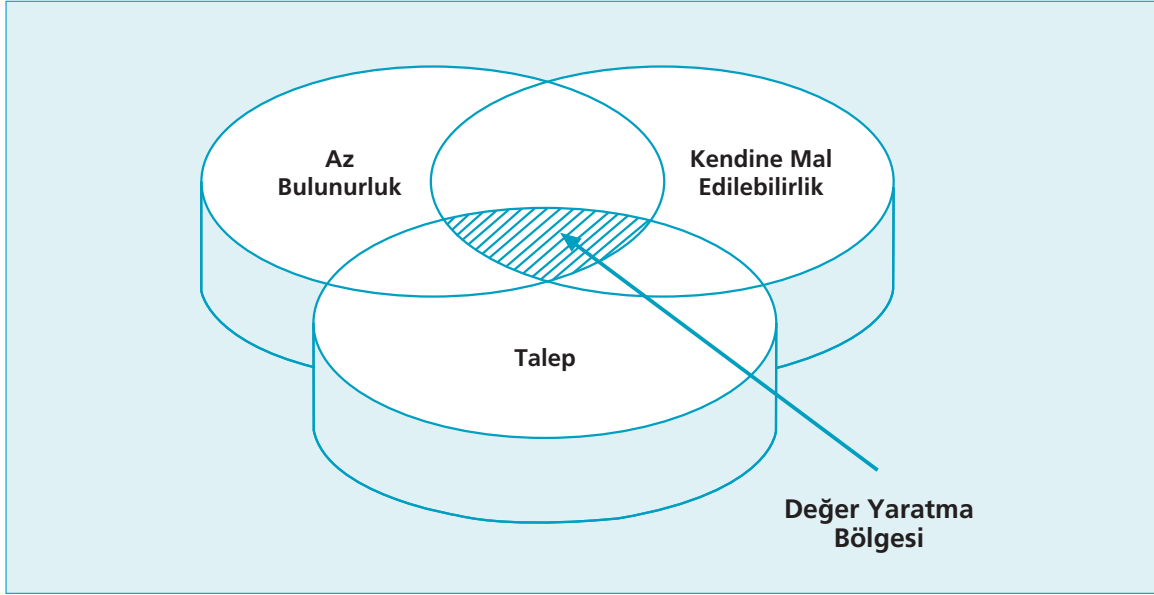 Az
Bulunurluk
Kendine Mal
Edilebilirlik
Talep
Değer Yaratma
Bölgesi